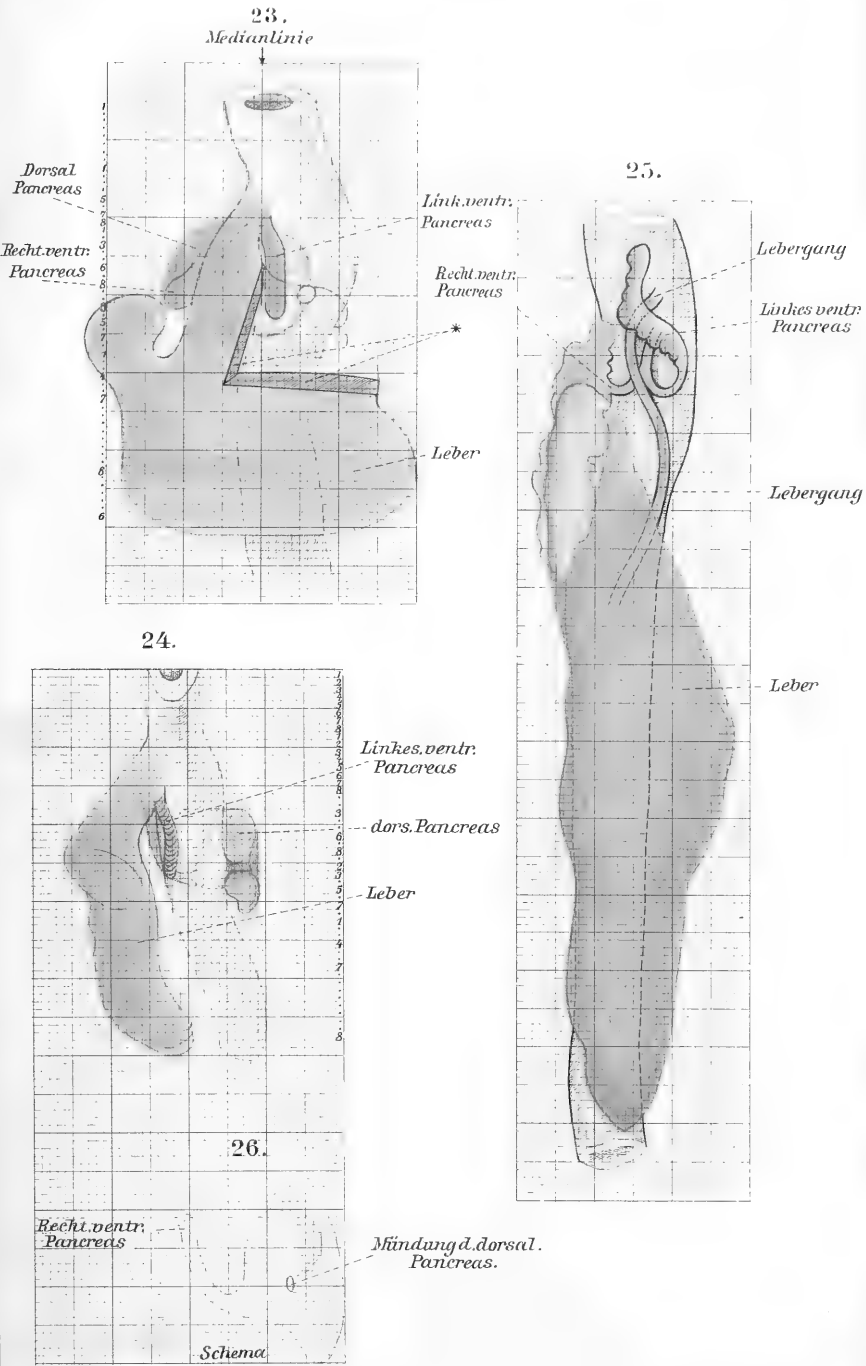 23.
Medianlinie
Dorsal
Pancreas
Recht.ventr.
Pancreas
Link.ventr.
Pancreas
Recht.ventr.
Pancreas
*
Leber
25.
Lebergang
Linkes ventr.
Pancreas
Lebergang
Leber
24.
Linkes.ventr.
Pancreas
dors.Pancreas
Leber
26.
Recht.ventr.
Pancreas
Mündung d.dorsal.
Pancreas.
Schema